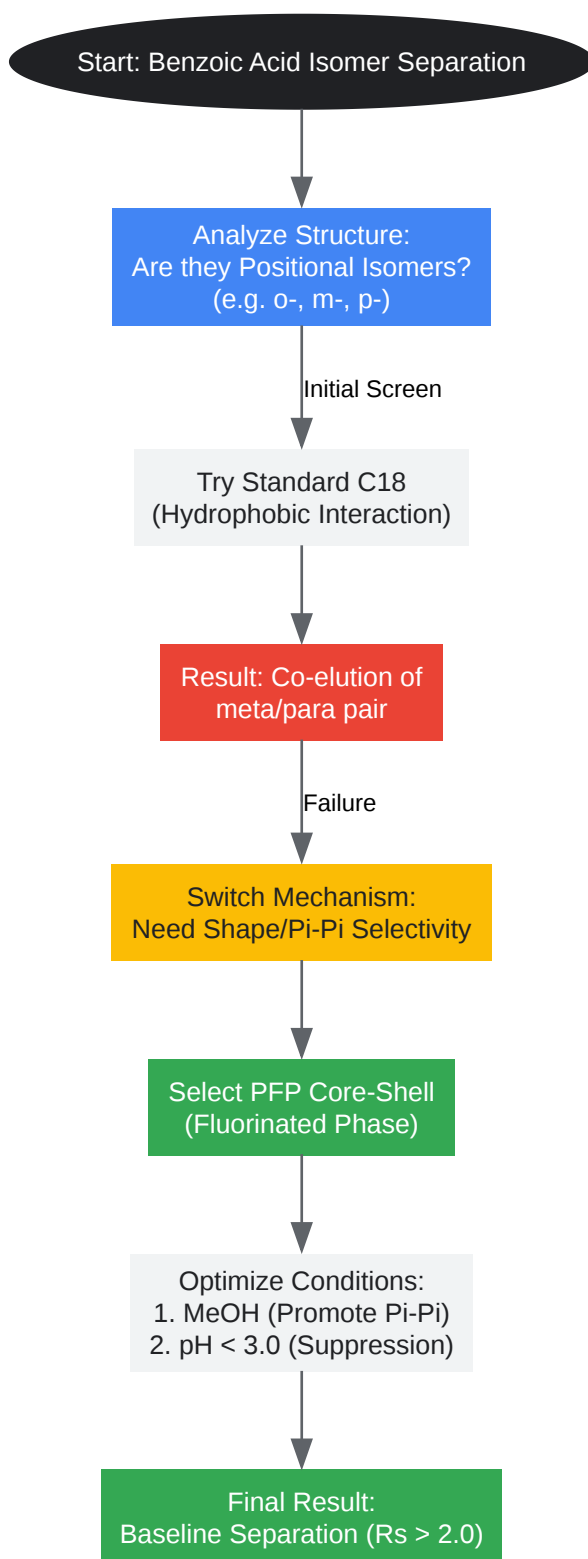 Start: Benzoic Acid Isomer Separation
Analyze Structure:
Are they Positional Isomers?
(e.g. o-, m-, p-)
Initial Screen
Try Standard C18
(Hydrophobic Interaction)
Result: Co-elution of
meta/para pair
Failure
Switch Mechanism:
Need Shape/Pi-Pi Selectivity
Select PFP Core-Shell
(Fluorinated Phase)
Optimize Conditions:
1. MeOH (Promote Pi-Pi)
2. pH < 3.0 (Suppression)
Final Result:
Baseline Separation (Rs > 2.0)